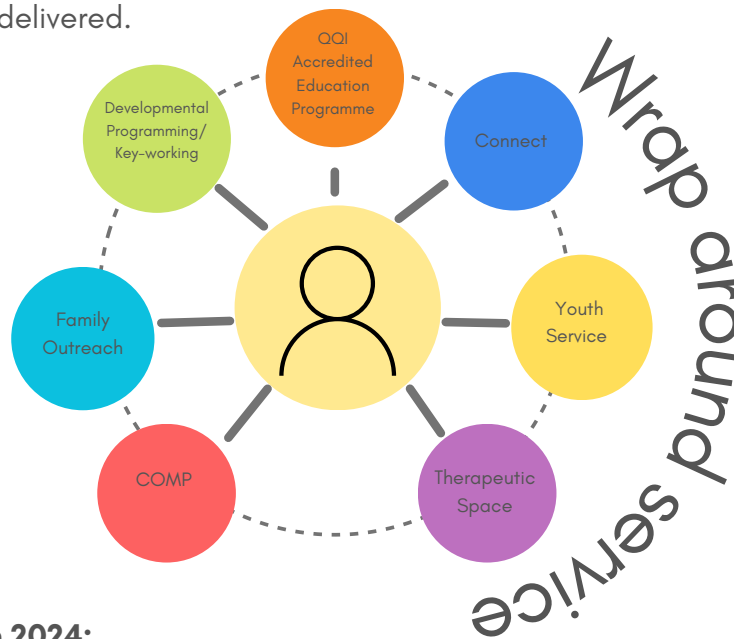 delivered.
QQI
Accredited
Education
Programme
Developmental
Programming/
Key-working
Connect
Family
Outreach
Youth
Service
COMP
Therapeutic
Space
Wrap around service
2024: